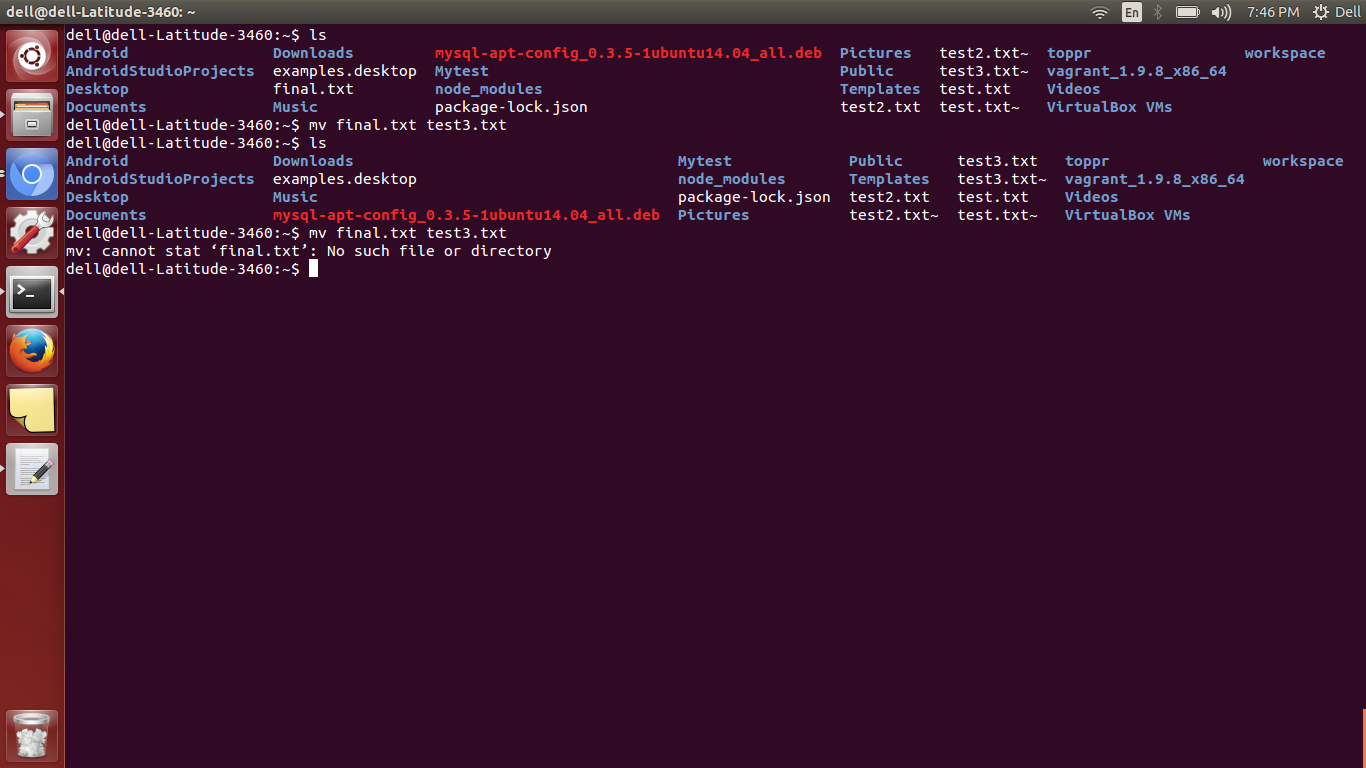 dell@dell-Latitude-3460: ~ En 7:46 PM Dell
dell@dell-Latitude-3460:~$ ls
Android Downloads mysql-apt-config_0.3.5-1ubuntu14.04_all.deb Pictures test2.txt~ toppr workspace
AndroidStudioProjects examples.desktop Mytest Public test3.txt~ vagrant_1.9.8_x86_64
Desktop final.txt node_modules Templates test.txt Videos
Documents Music package-lock.json test2.txt test.txt~ VirtualBox VMs
dell@dell-Latitude-3460:~$ mv final.txt test3.txt
dell@dell-Latitude-3460:~$ ls
Android Downloads Mytest Public test3.txt toppr workspace
AndroidStudioProjects examples.desktop node_modules Templates test3.txt~ vagrant_1.9.8_x86_64
Desktop Music package-lock.json test2.txt test.txt Videos
Documents mysql-apt-config_0.3.5-1ubuntu14.04_all.deb Pictures test2.txt~ test.txt~ VirtualBox VMs
dell@dell-Latitude-3460:~$ mv final.txt test3.txt
mv: cannot stat ‘final.txt’: No such file or directory
dell@dell-Latitude-3460:~$